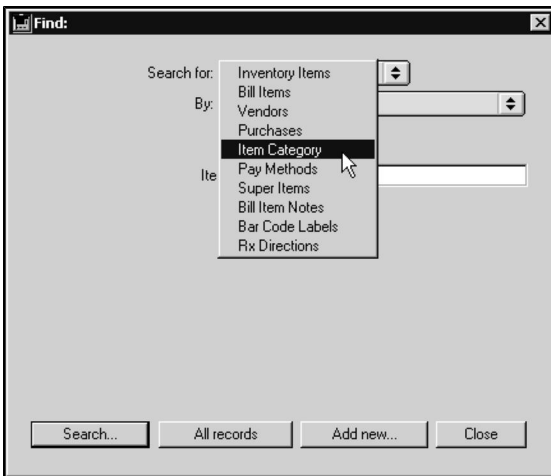 Find:
Search for:
Inventory Items
Bill Items
By:
Vendors
Purchases
Item Category
Ite
Pay Methods
Super Items
Bill Item Notes
Bar Code Labels
Rx Directions
Search...
All records
Add new...
Close